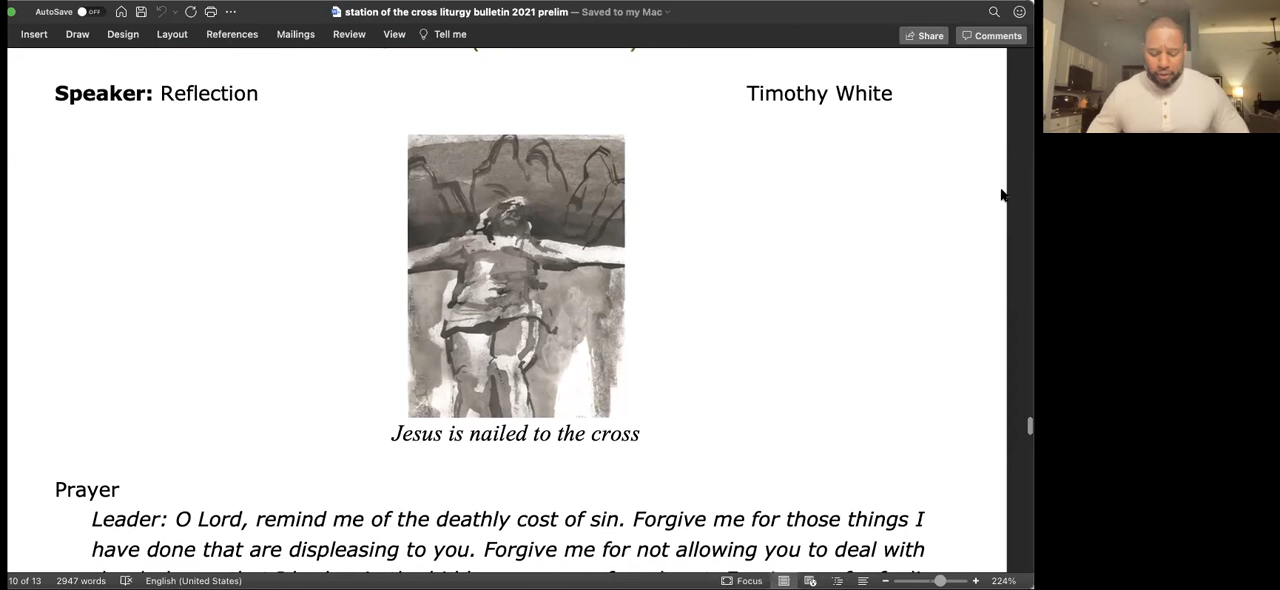 AutoSave OFF station of the cross liturgy bulletin 2021 prelim — Saved to my Mac
Insert Draw Design Layout References Mailings Review View Tell me Share Comments
Speaker: Reflection Timothy White
Jesus is nailed to the cross
Prayer
Leader: O Lord, remind me of the deathly cost of sin. Forgive me for those things I
have done that are displeasing to you. Forgive me for not allowing you to deal with
10 of 13 2947 words English (United States) Focus 224%